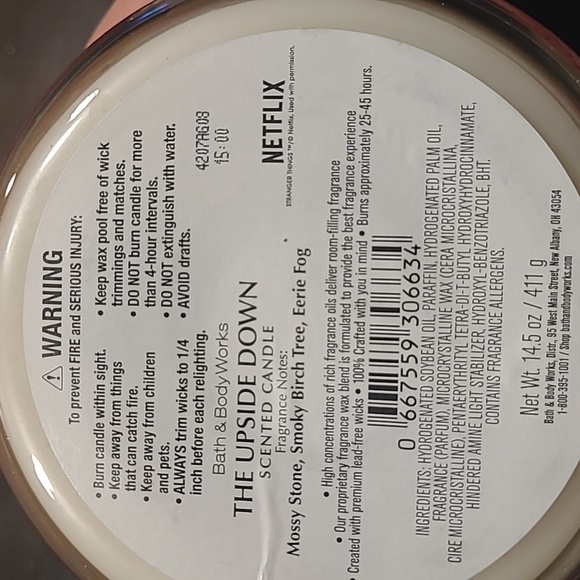 ⚠ WARNING
To prevent FIRE and SERIOUS INJURY:
• Burn candle within sight.
• Keep away from things
that can catch fire.
• Keep away from children
and pets.
• ALWAYS trim wicks to 1/4
inch before each relighting.
• Keep wax pool free of wick
trimmings and matches.
• DO NOT burn candle for more
than 4-hour intervals.
• DO NOT extinguish with water.
• AVOID drafts.
Bath & Body Works
THE UPSIDE DOWN
SCENTED CANDLE
Fragrance Notes:
Mossy Stone, Smoky Birch Tree, Eerie Fog
4207AG03
15:00
NETFLIX
STRANGER THINGS ™/© Netflix. Used with permission.
• High concentrations of rich fragrance oils deliver room-filling fragrance
• Our proprietary fragrance wax blend is formulated to provide the best fragrance experience
• Created with premium lead-free wicks • 100% Crafted with you in mind • Burns approximately 25-45 hours.
0 667559 306634
INGREDIENTS: HYDROGENATED SOYBEAN OIL, PARAFFIN, HYDROGENATED PALM OIL,
FRAGRANCE (PARFUM), MICROCRYSTALLINE WAX (CERA MICROCRISTALLINA,
CIRE MICROCRISTALLINE), PENTAERYTHRITYL TETRA-DI-T-BUTYL HYDROXYHYDROCINNAMATE,
HINDERED AMINE LIGHT STABILIZER, HYDROXYL-BENZOTRIAZOLE, BHT.
CONTAINS FRAGRANCE ALLERGENS.
Net Wt. 14.5 oz / 411 g
Bath & Body Works, Distr., 95 West Main Street, New Albany, OH 43054
1-800-395-1001 / Shop bathandbodyworks.com